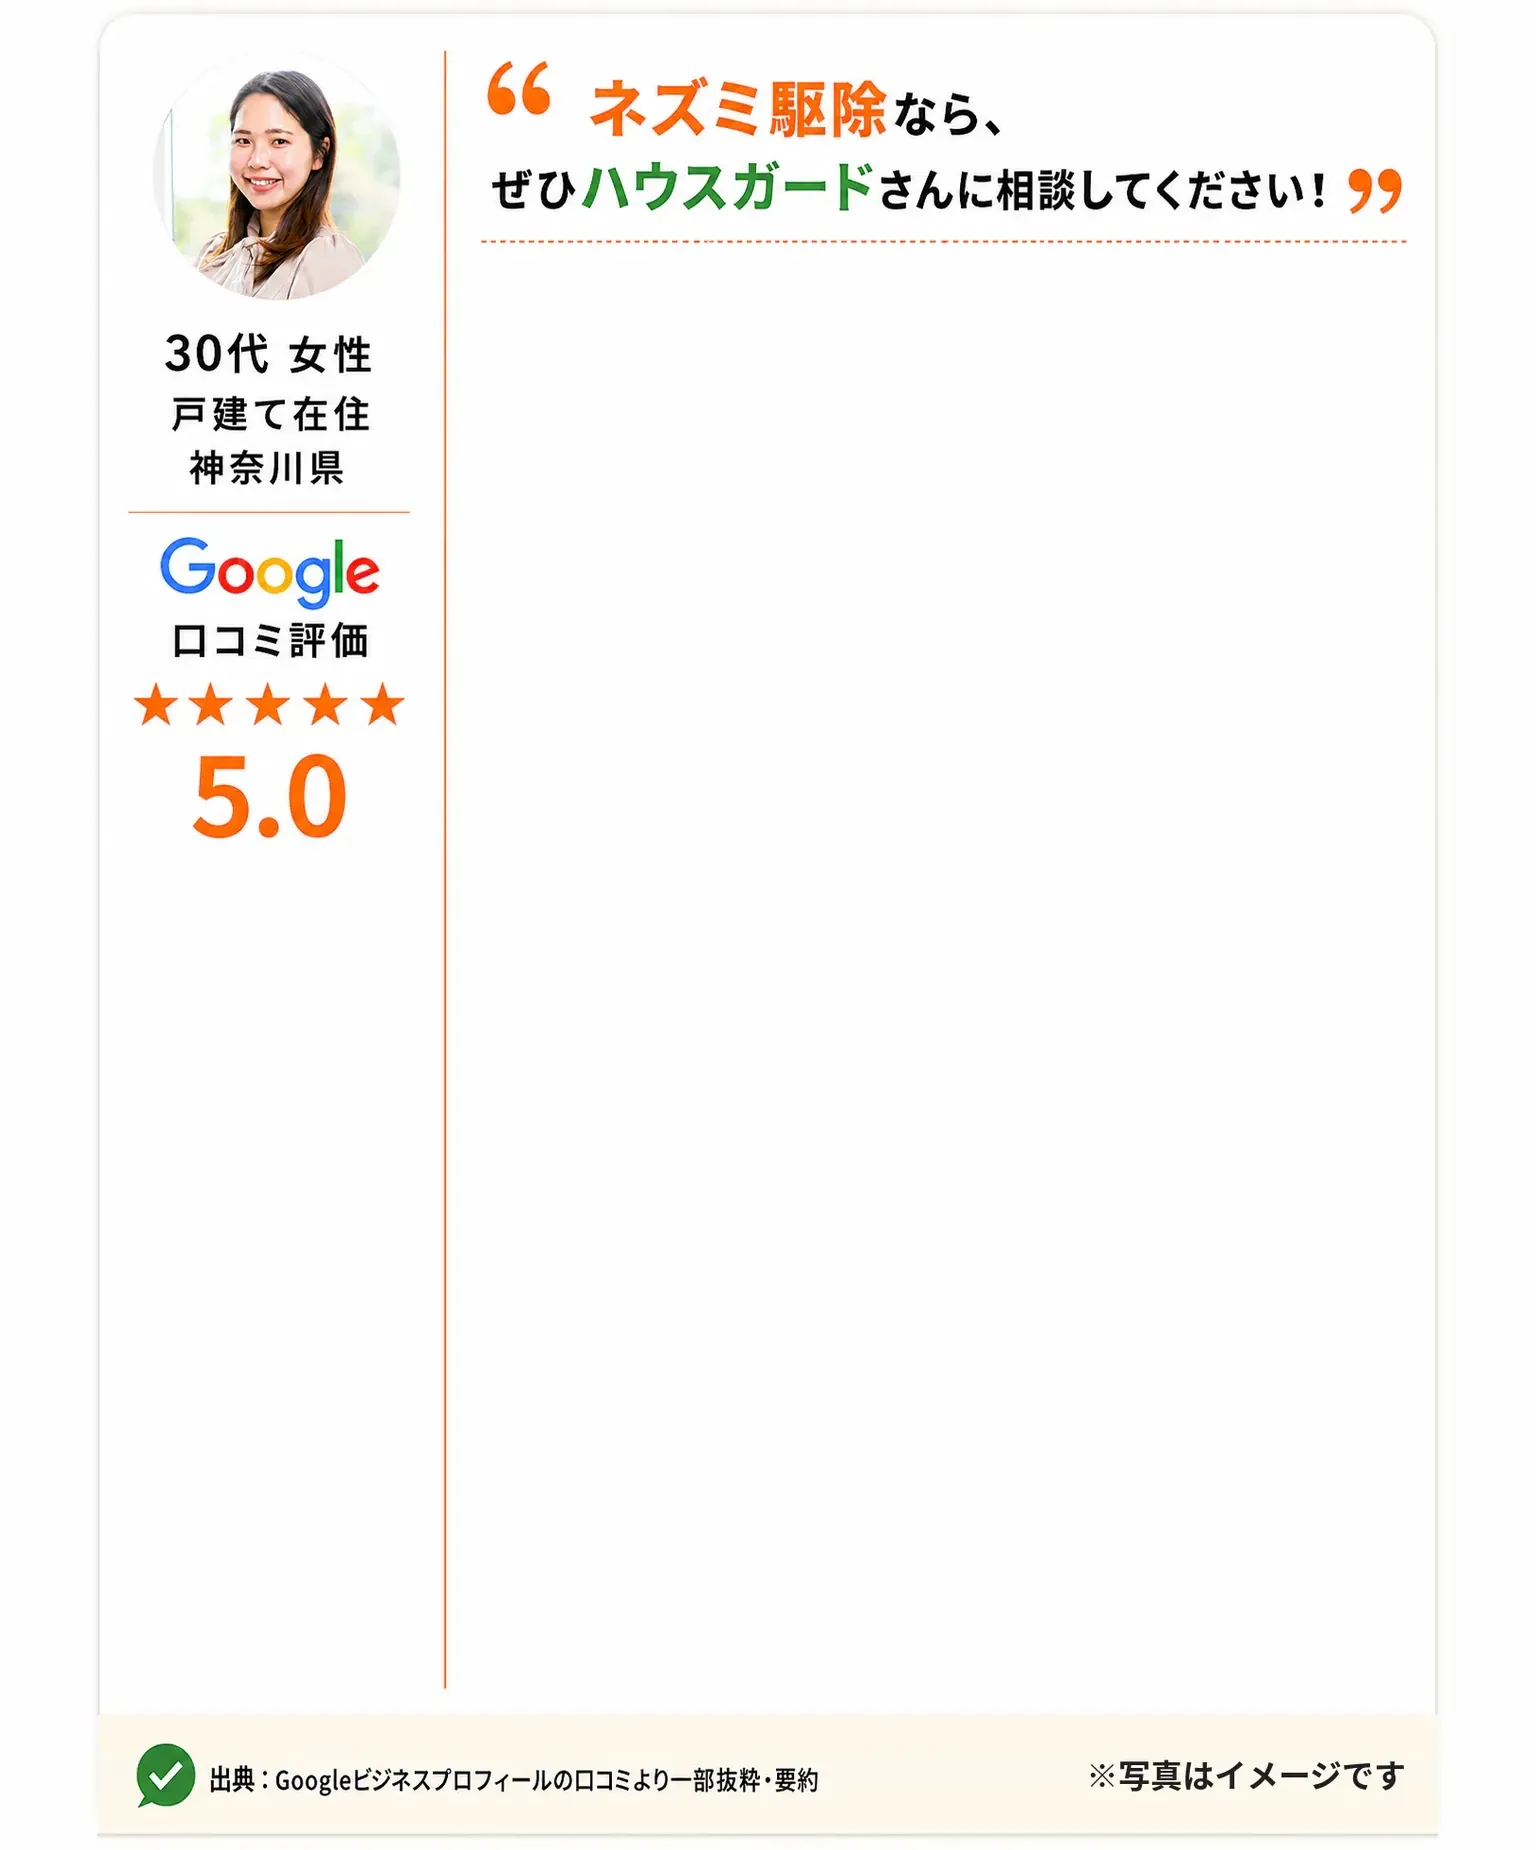 30代 女性
戸建て在住
神奈川県
Google
口コミ評価
★★★★★
5.0
“ ネズミ駆除なら、
ぜひハウスガードさんに相談してください！”
出典：Googleビジネスプロフィールの口コミより一部抜粋・要約
※写真はイメージです